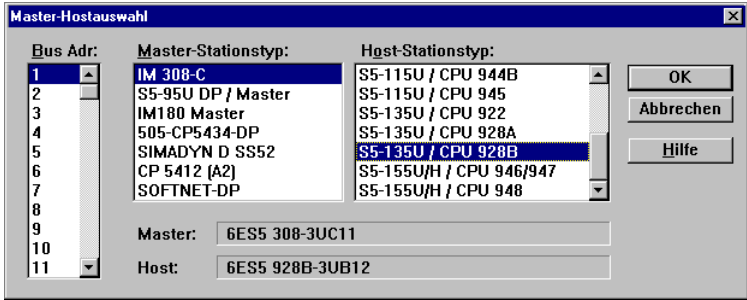 Master-Hostauswahl
Bus Adr:
1
2
3
4
5
6
7
8
9
10
11
Master-Stationstyp:
IM 308-C
S5-95U DP / Master
IM180 Master
505-CP5434-DP
SIMADYN D SS52
CP 5412 (A2)
SOFTNET-DP
Host-Stationstyp:
S5-115U / CPU 944B
S5-115U / CPU 945
S5-135U / CPU 922
S5-135U / CPU 928A
S5-135U / CPU 928B
S5-155U/H / CPU 946/947
S5-155U/H / CPU 948
OK
Abbrechen
Hilfe
Master: 6ES5 308-3UC11
Host: 6ES5 928B-3UB12